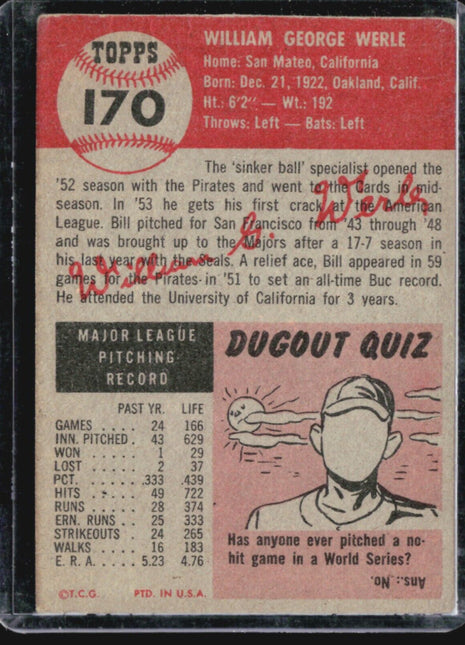 TOPPS
170
WILLIAM GEORGE WERLE
Home: San Mateo, California
Born: Dec. 21, 1922, Oakland, Calif.
Ht.: 6'2" — Wt.: 192
Throws: Left — Bats: Left
The 'sinker ball' specialist opened the
'52 season with the Pirates and went to the Cards in mid-
season. In '53 he gets his first crack at the American
League. Bill pitched for San Francisco from '43 through '48
and was brought up to the Majors after a 17-7 season in
his last year with the Seals. A relief ace, Bill appeared in 59
games for the Pirates in '51 to set an all-time Buc record.
He attended the University of California for 3 years.
William G. Werle
MAJOR LEAGUE
PITCHING
RECORD
PAST YR. LIFE
GAMES 24 166
INN. PITCHED . 43 629
WON 1 29
LOST 2 37
PCT. .333 .439
HITS 49 722
RUNS 28 374
ERN. RUNS . . 25 333
STRIKEOUTS 24 265
WALKS 16 183
E. R. A. 5.23 4.76
©T.C.G. PTD. IN U.S.A.
DUGOUT QUIZ
Has anyone ever pitched a no-
hit game in a World Series?
Ans.: No.